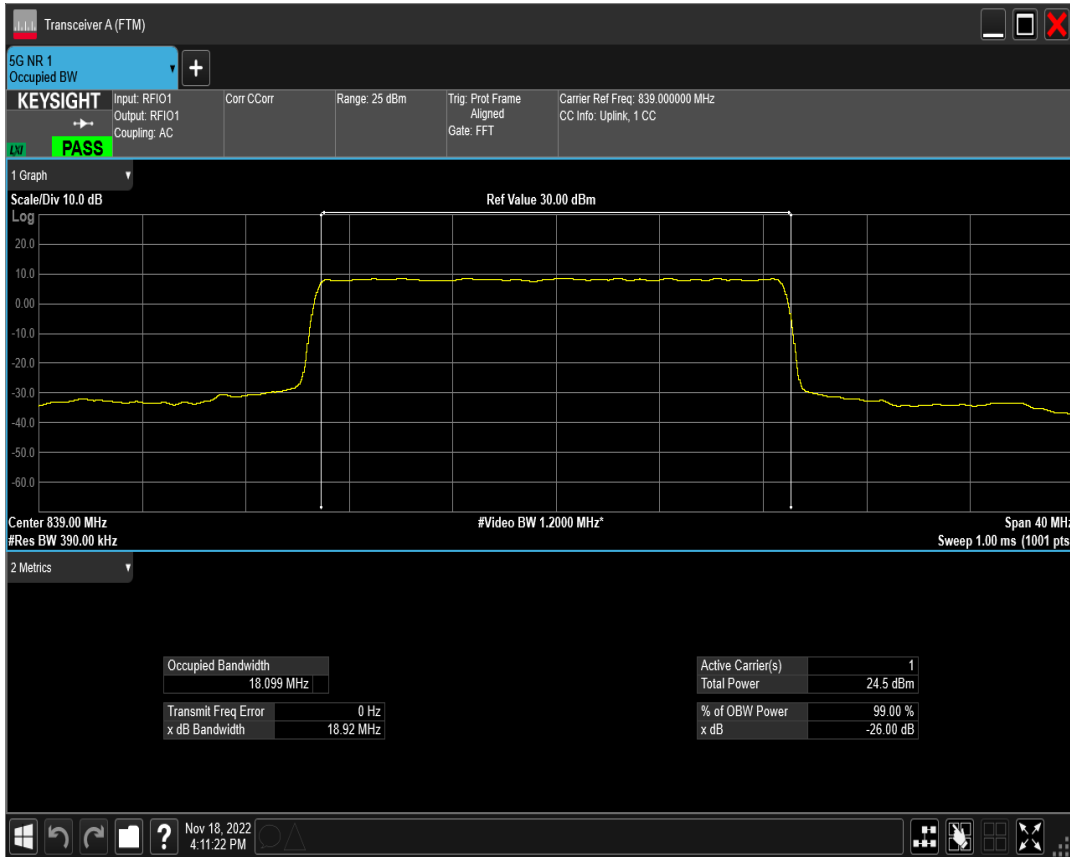 Transceiver A (FTM)
5G NR 1
Occupied BW
+
KEYSIGHT
LXI
PASS
Input: RFIO1
Output: RFIO1
Coupling: AC
Corr CCorr
Range: 25 dBm
Trig: Prot Frame
Aligned
Gate: FFT
Carrier Ref Freq: 839.000000 MHz
CC Info: Uplink, 1 CC
1 Graph
Scale/Div 10.0 dB
Ref Value 30.00 dBm
Log
20.0
10.0
0.00
-10.0
-20.0
-30.0
-40.0
-50.0
-60.0
Center 839.00 MHz
#Video BW 1.2000 MHz*
Span 40 MHz
#Res BW 390.00 kHz
Sweep 1.00 ms (1001 pts
2 Metrics
Occupied Bandwidth
18.099 MHz
Transmit Freq Error 0 Hz
x dB Bandwidth 18.92 MHz
Active Carrier(s) 1
Total Power 24.5 dBm
% of OBW Power 99.00 %
x dB -26.00 dB
?
Nov 18, 2022
4:11:22 PM